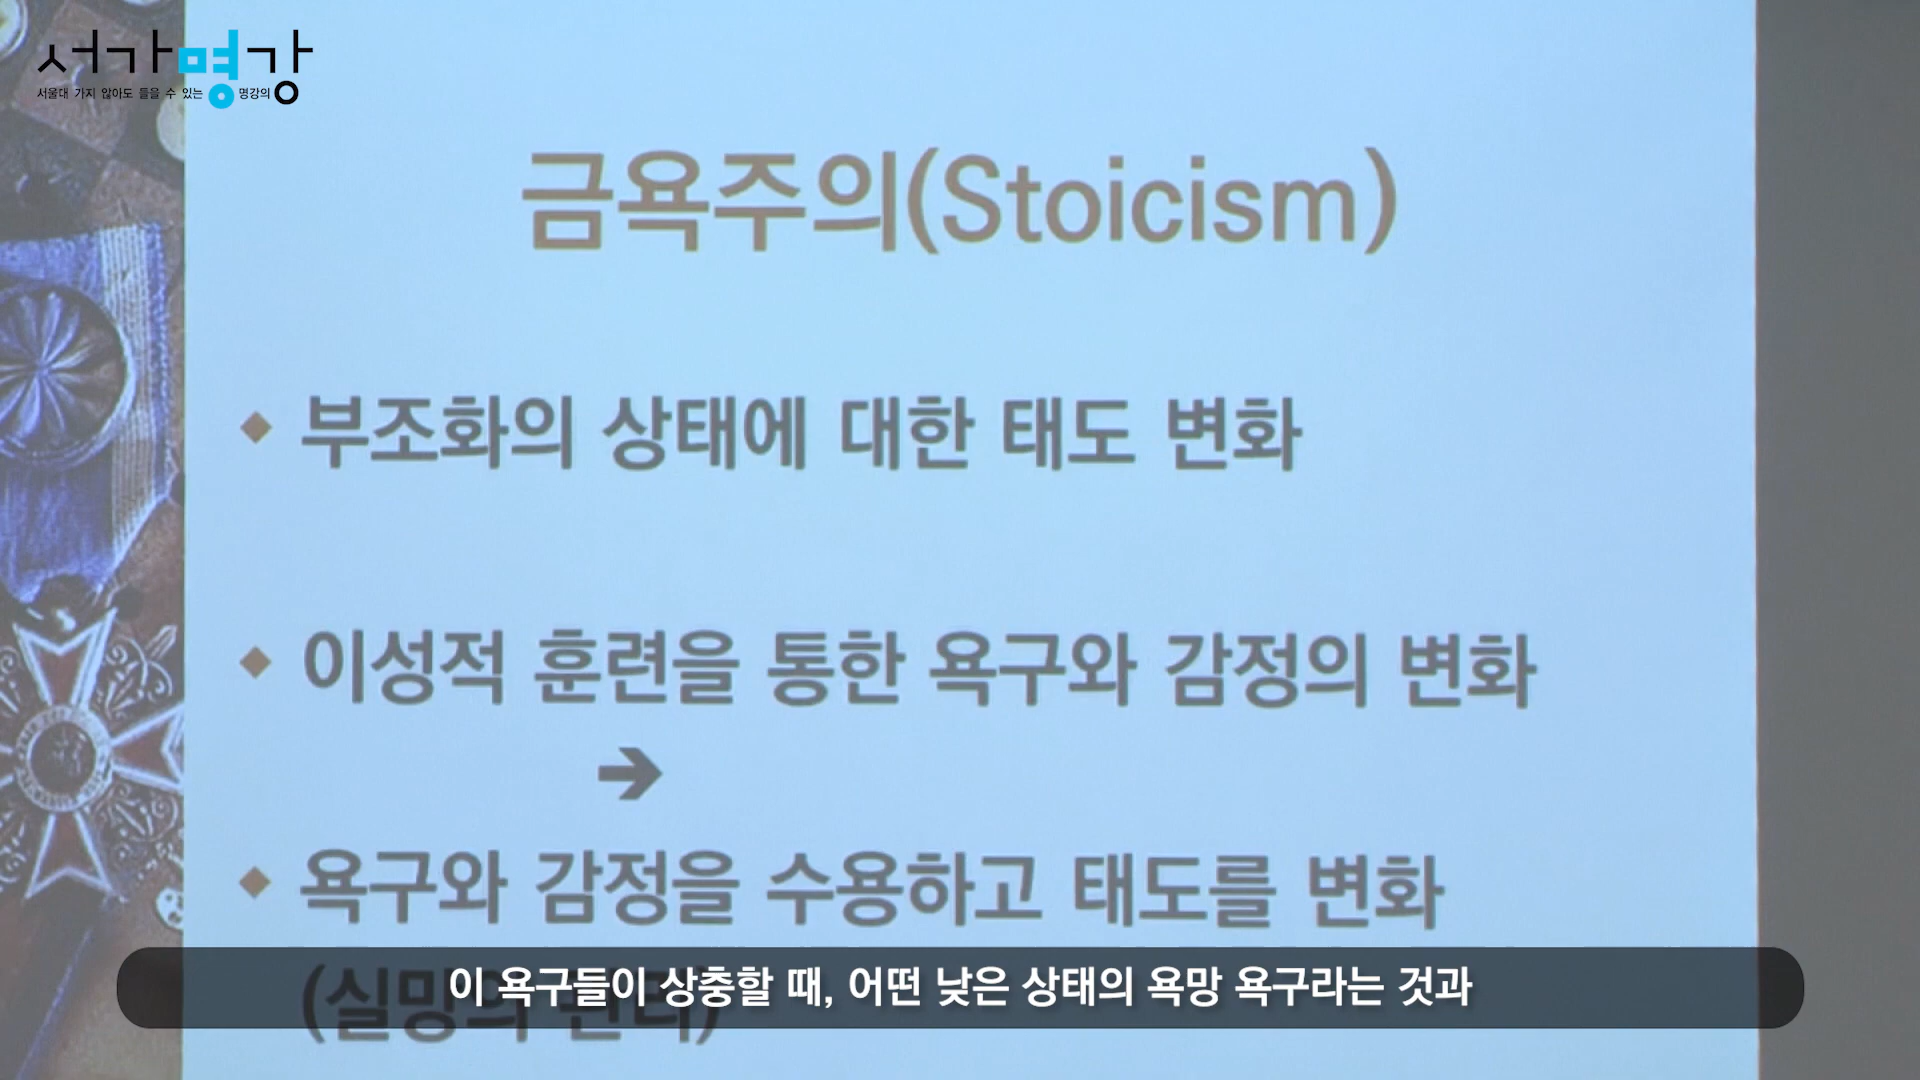 서가명강
서울대 가지 않아도 들을 수 있는 명강의
금욕주의(Stoicism)
◆ 부조화의 상태에 대한 태도 변화
◆ 이성적 훈련을 통한 욕구와 감정의 변화
➔
◆ 욕구와 감정을 수용하고 태도를 변화
이 욕구들이 상충할 때, 어떤 낮은 상태의 욕망 욕구라는 것과